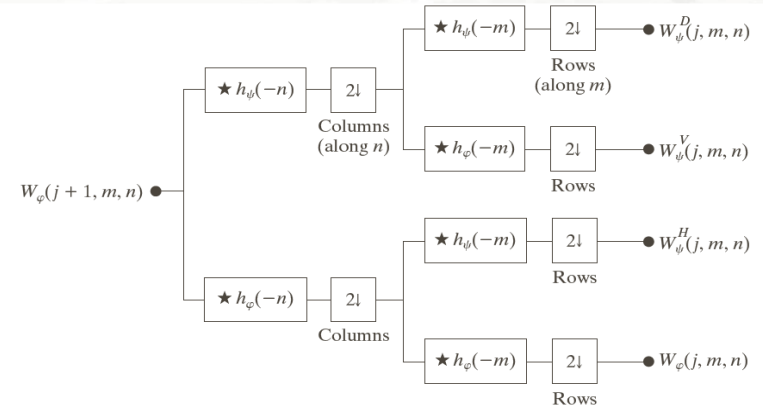 ★ h_ψ(−m)
2↓
W_ψ^D(j, m, n)
Rows
(along m)
★ h_ψ(−n)
2↓
Columns
(along n)
★ h_φ(−m)
2↓
W_ψ^V(j, m, n)
Rows
W_φ(j + 1, m, n)
★ h_ψ(−m)
2↓
W_ψ^H(j, m, n)
Rows
★ h_φ(−n)
2↓
Columns
★ h_φ(−m)
2↓
W_φ(j, m, n)
Rows